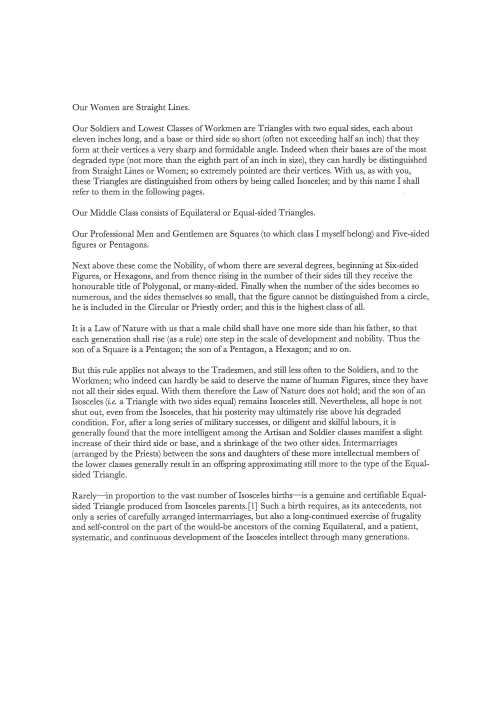 Our Women are Straight Lines.
Our Soldiers and Lowest Classes of Workmen are Triangles with two equal sides, each about
eleven inches long, and a base or third side so short (often not exceeding half an inch) that they
form at their vertices a very sharp and formidable angle. Indeed when their bases are of the most
degraded type (not more than the eighth part of an inch in size), they can hardly be distinguished
from Straight Lines or Women; so extremely pointed are their vertices. With us, as with you,
these Triangles are distinguished from others by being called Isosceles; and by this name I shall
refer to them in the following pages.
Our Middle Class consists of Equilateral or Equal-sided Triangles.
Our Professional Men and Gentlemen are Squares (to which class I myself belong) and Five-sided
figures or Pentagons.
Next above these come the Nobility, of whom there are several degrees, beginning at Six-sided
Figures, or Hexagons, and from thence rising in the number of their sides till they receive the
honourable title of Polygonal, or many-sided. Finally when the number of the sides becomes so
numerous, and the sides themselves so small, that the figure cannot be distinguished from a circle,
he is included in the Circular or Priestly order; and this is the highest class of all.
It is a Law of Nature with us that a male child shall have one more side than his father, so that
each generation shall rise (as a rule) one step in the scale of development and nobility. Thus the
son of a Square is a Pentagon; the son of a Pentagon, a Hexagon; and so on.
But this rule applies not always to the Tradesmen, and still less often to the Soldiers, and to the
Workmen; who indeed can hardly be said to deserve the name of human Figures, since they have
not all their sides equal. With them therefore the Law of Nature does not hold; and the son of an
Isosceles (i.e. a Triangle with two sides equal) remains Isosceles still. Nevertheless, all hope is not
shut out, even from the Isosceles, that his posterity may ultimately rise above his degraded
condition. For, after a long series of military successes, or diligent and skilful labours, it is
generally found that the more intelligent among the Artisan and Soldier classes manifest a slight
increase of their third side or base, and a shrinkage of the two other sides. Intermarriages
(arranged by the Priests) between the sons and daughters of these more intellectual members of
the lower classes generally result in an offspring approximating still more to the type of the Equal-
sided Triangle.
Rarely—in proportion to the vast number of Isosceles births—is a genuine and certifiable Equal-
sided Triangle produced from Isosceles parents.[1] Such a birth requires, as its antecedents, not
only a series of carefully arranged intermarriages, but also a long-continued exercise of frugality
and self-control on the part of the would-be ancestors of the coming Equilateral, and a patient,
systematic, and continuous development of the Isosceles intellect through many generations.